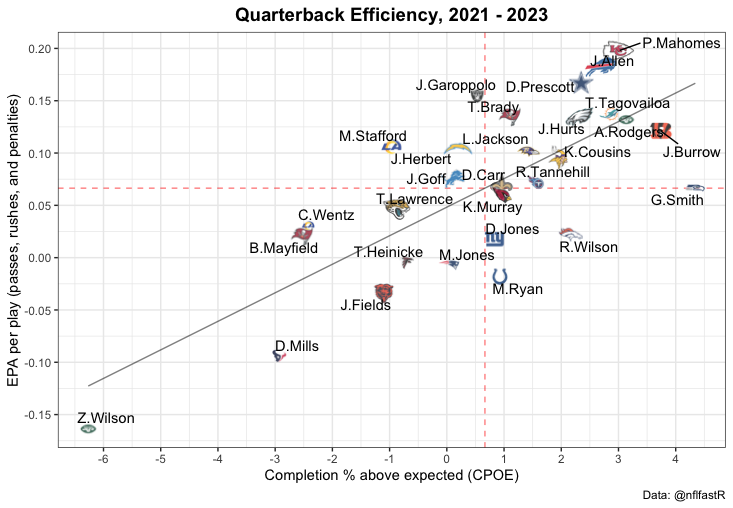 Quarterback Efficiency, 2021 - 2023
EPA per play (passes, rushes, and penalties)
0.20
0.15
0.10
0.05
0.00
-0.05
-0.10
-0.15
P.Mahomes
J.Allen
J.Garoppolo
D.Prescott
T.Brady
T.Tagovailoa
M.Stafford
L.Jackson
J.Hurts
A.Rodgers
J.Herbert
K.Cousins
J.Burrow
J.Goff
D.Carr
R.Tannehill
T.Lawrence
K.Murray
G.Smith
C.Wentz
D.Jones
B.Mayfield
T.Heinicke
M.Jones
R.Wilson
J.Fields
M.Ryan
D.Mills
Z.Wilson
-6 -5 -4 -3 -2 -1 0 1 2 3 4
Completion % above expected (CPOE)
Data: @nflfastR